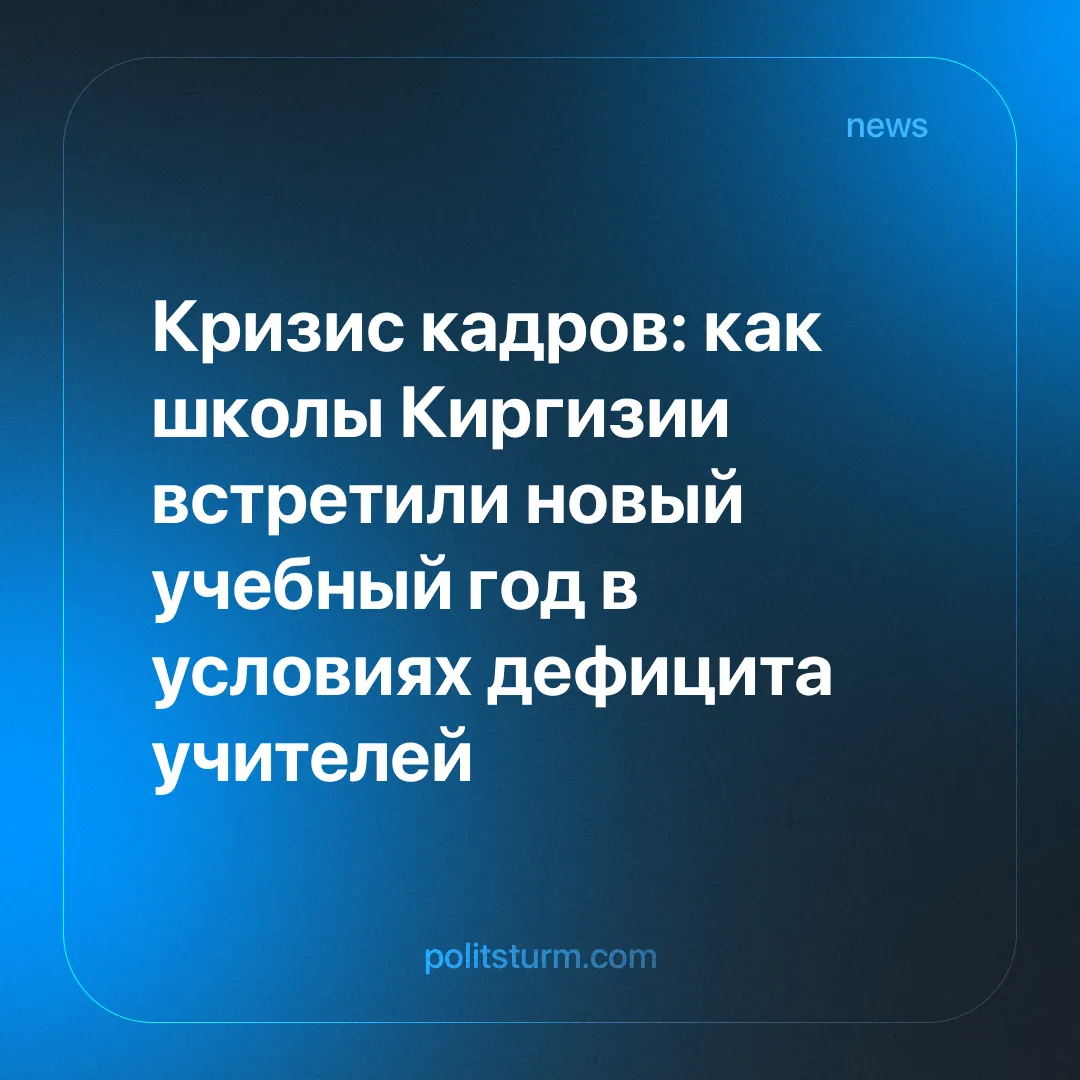 news
Кризис кадров: как
школы Киргизии
встретили новый
учебный год в
условиях дефицита
учителей
politsturm.com